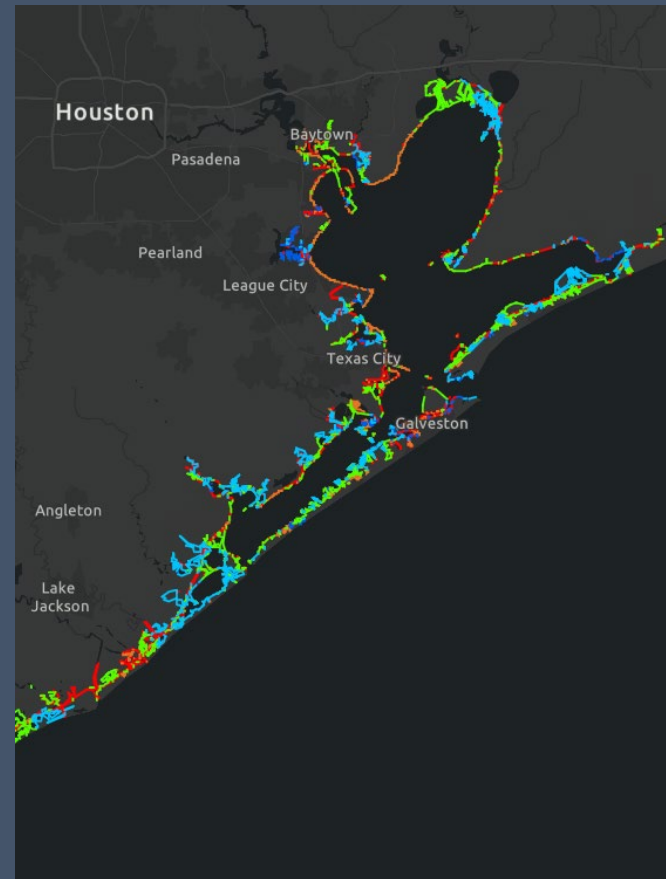 Houston
Baytown
Pasadena
Pearland
League City
Texas City
Galveston
Angleton
Lake
Jackson